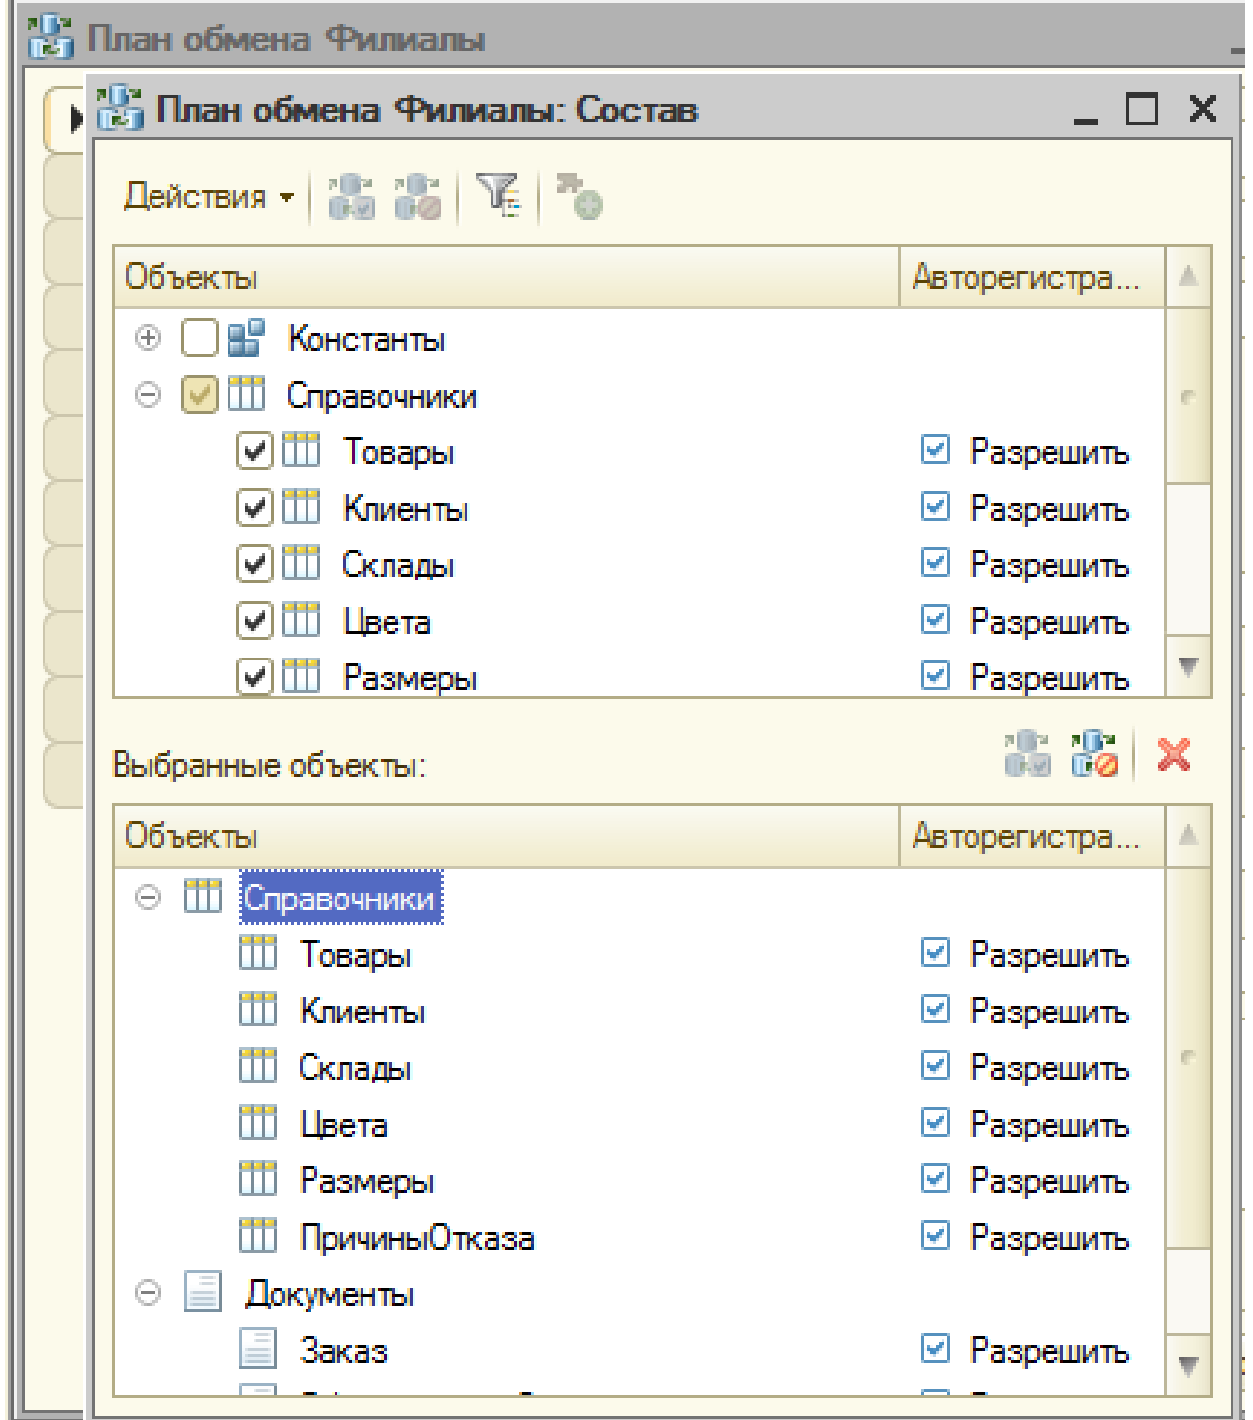 План обмена Филиалы
План обмена Филиалы: Состав
Действия
Объекты Авторегистра...
Константы
Справочники
Товары Разрешить
Клиенты Разрешить
Склады Разрешить
Цвета Разрешить
Размеры Разрешить
Выбранные объекты:
Объекты Авторегистра...
Справочники
Товары Разрешить
Клиенты Разрешить
Склады Разрешить
Цвета Разрешить
Размеры Разрешить
ПричиныОтказа Разрешить
Документы
Заказ Разрешить